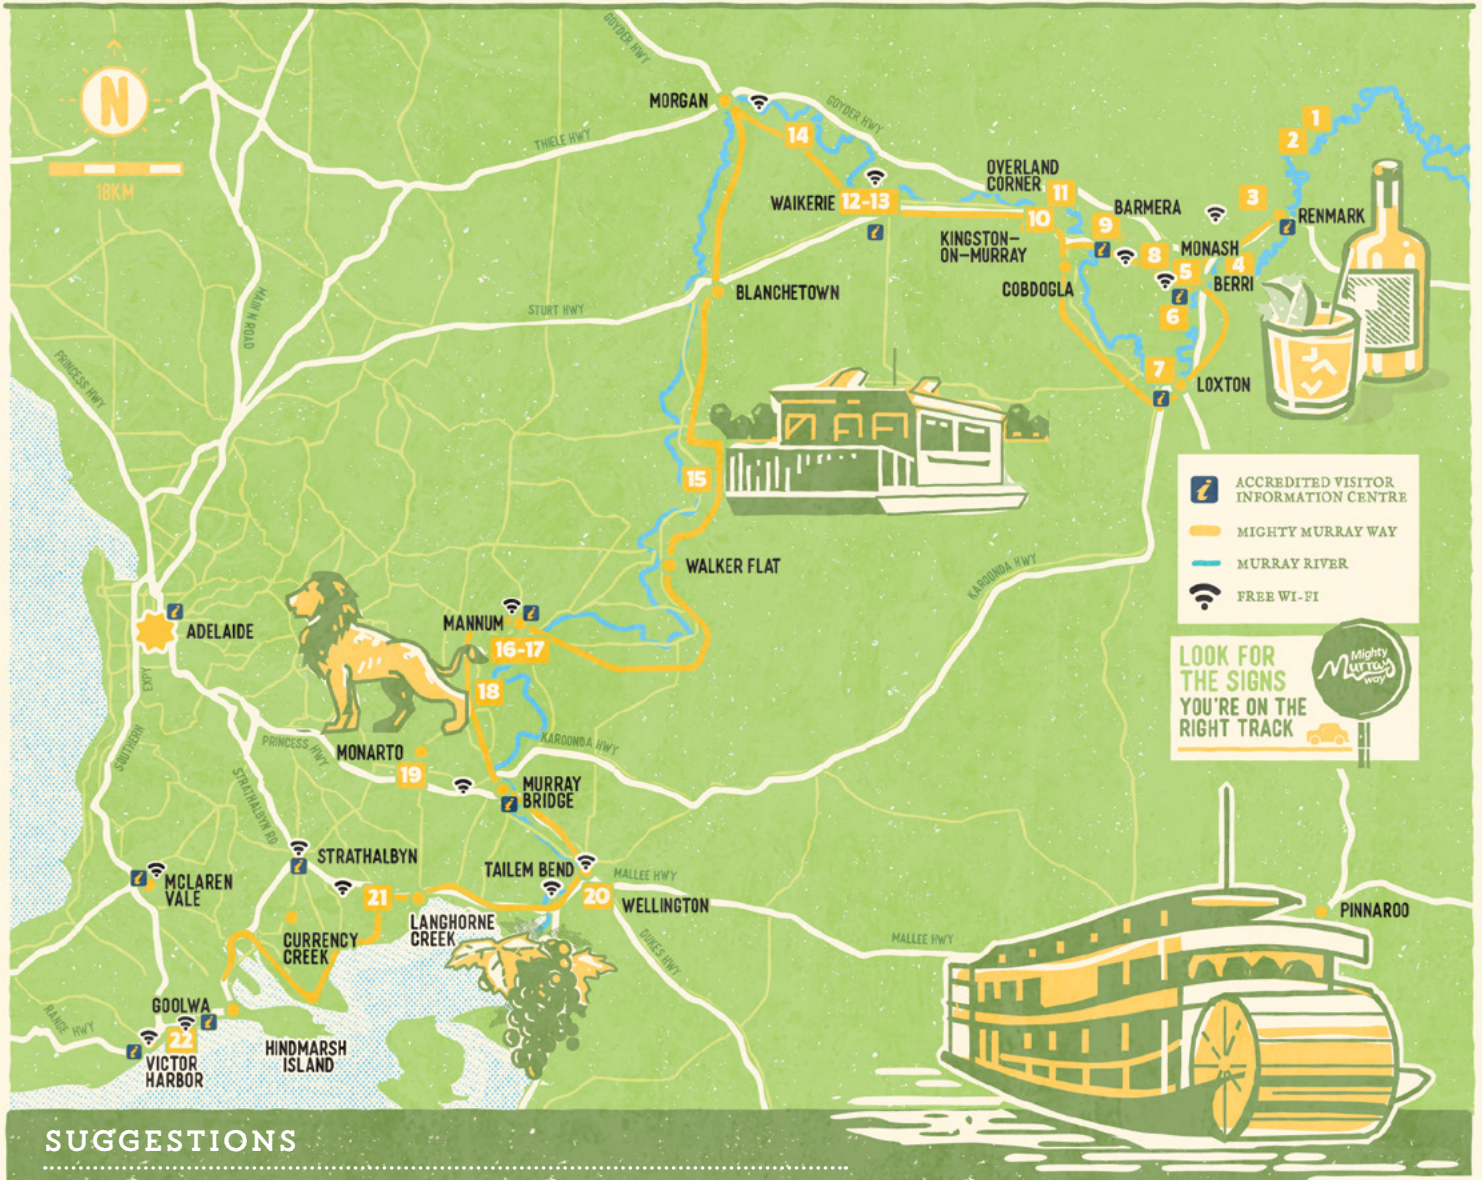 GOYDER HWY
N
18KM
MORGAN
GOYDER HWY
THIELE HWY
14
1
2
OVERLAND
CORNER
11
WAIKERIE
12-13
10
9
BARMERA
3
RENMARK
KINGSTON-
ON-MURRAY
8
MONASH
4
5
BERRI
COBDOGLA
6
MAIN N ROAD
BLANCHETOWN
STURT HWY
PRINCESS HWY
7
LOXTON
15
ACCREDITED VISITOR
INFORMATION CENTRE
MIGHTY MURRAY WAY
MURRAY RIVER
FREE WI-FI
WALKER FLAT
KAROONDA HWY
MANNUM
16-17
ADELAIDE
18
LOOK FOR
THE SIGNS
YOU'RE ON THE
RIGHT TRACK
Mighty
Murray
way
SOUTHERN
EXPY
PRINCESS HWY
MONARTO
19
KAROONDA HWY
MURRAY
BRIDGE
STRATHALBYN RD
STRATHALBYN
TAILEM BEND
MALLEE HWY
20
WELLINGTON
MCLAREN
VALE
21
LANGHORNE
CREEK
CURRENCY
CREEK
DUKES HWY
MALLEE HWY
PINNAROO
GOOLWA
RANGE HWY
22
VICTOR
HARBOR
HINDMARSH
ISLAND
SUGGESTIONS